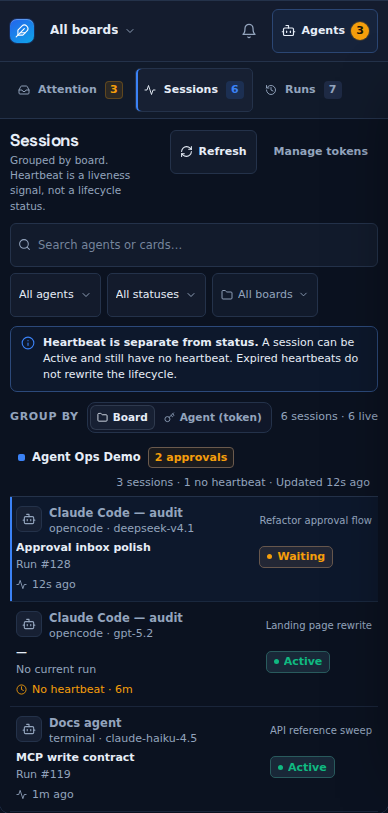 All boards
Agents 3
Attention 3
Sessions 6
Runs 7
Sessions
Grouped by board.
Heartbeat is a liveness
signal, not a lifecycle
status.
Refresh
Manage tokens
Search agents or cards…
All agents
All statuses
All boards
Heartbeat is separate from status. A session can be
Active and still have no heartbeat. Expired heartbeats do
not rewrite the lifecycle.
GROUP BY
Board
Agent (token)
6 sessions · 6 live
Agent Ops Demo
2 approvals
3 sessions · 1 no heartbeat · Updated 12s ago
Claude Code — audit
opencode · deepseek-v4.1
Refactor approval flow
Approval inbox polish
Run #128
Waiting
12s ago
Claude Code — audit
opencode · gpt-5.2
Landing page rewrite
—
No current run
Active
No heartbeat · 6m
Docs agent
terminal · claude-haiku-4.5
API reference sweep
MCP write contract
Run #119
Active
1m ago